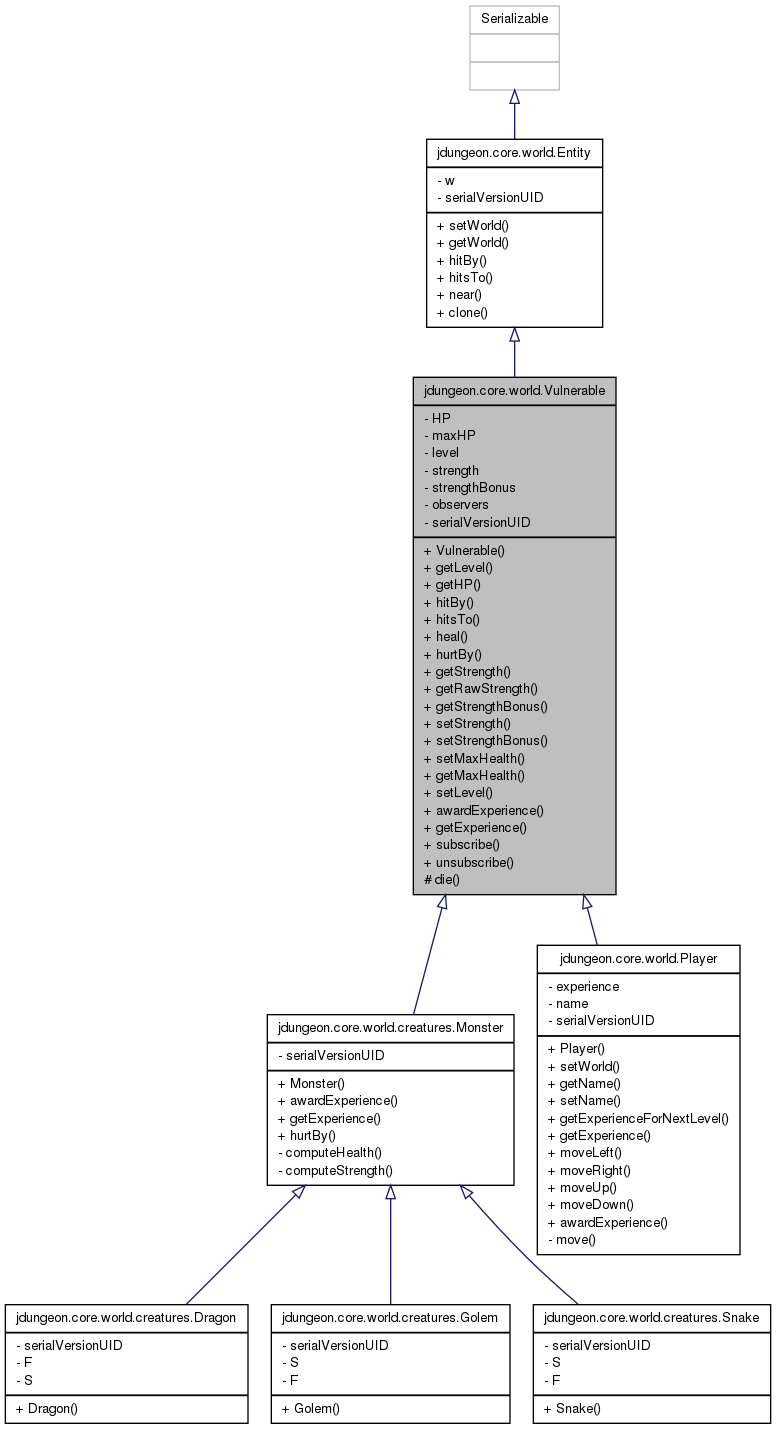 Serializable
jdungeon.core.world.Entity
- w
- serialVersionUID
+ setWorld()
+ getWorld()
+ hitBy()
+ hitsTo()
+ near()
+ clone()
jdungeon.core.world.Vulnerable
- HP
- maxHP
- level
- strength
- strengthBonus
- observers
- serialVersionUID
+ Vulnerable()
+ getLevel()
+ getHP()
+ hitBy()
+ hitsTo()
+ heal()
+ hurtBy()
+ getStrength()
+ getRawStrength()
+ getStrengthBonus()
+ setStrength()
+ setStrengthBonus()
+ setMaxHealth()
+ getMaxHealth()
+ setLevel()
+ awardExperience()
+ getExperience()
+ subscribe()
+ unsubscribe()
# die()
jdungeon.core.world.Player
- experience
- name
- serialVersionUID
+ Player()
+ setWorld()
+ getName()
+ setName()
+ getExperienceForNextLevel()
+ getExperience()
+ moveLeft()
+ moveRight()
+ moveUp()
+ moveDown()
+ awardExperience()
- move()
jdungeon.core.world.creatures.Monster
- serialVersionUID
+ Monster()
+ awardExperience()
+ getExperience()
+ hurtBy()
- computeHealth()
- computeStrength()
jdungeon.core.world.creatures.Dragon
- serialVersionUID
- F
- S
+ Dragon()
jdungeon.core.world.creatures.Golem
- serialVersionUID
- S
- F
+ Golem()
jdungeon.core.world.creatures.Snake
- serialVersionUID
- S
- F
+ Snake()